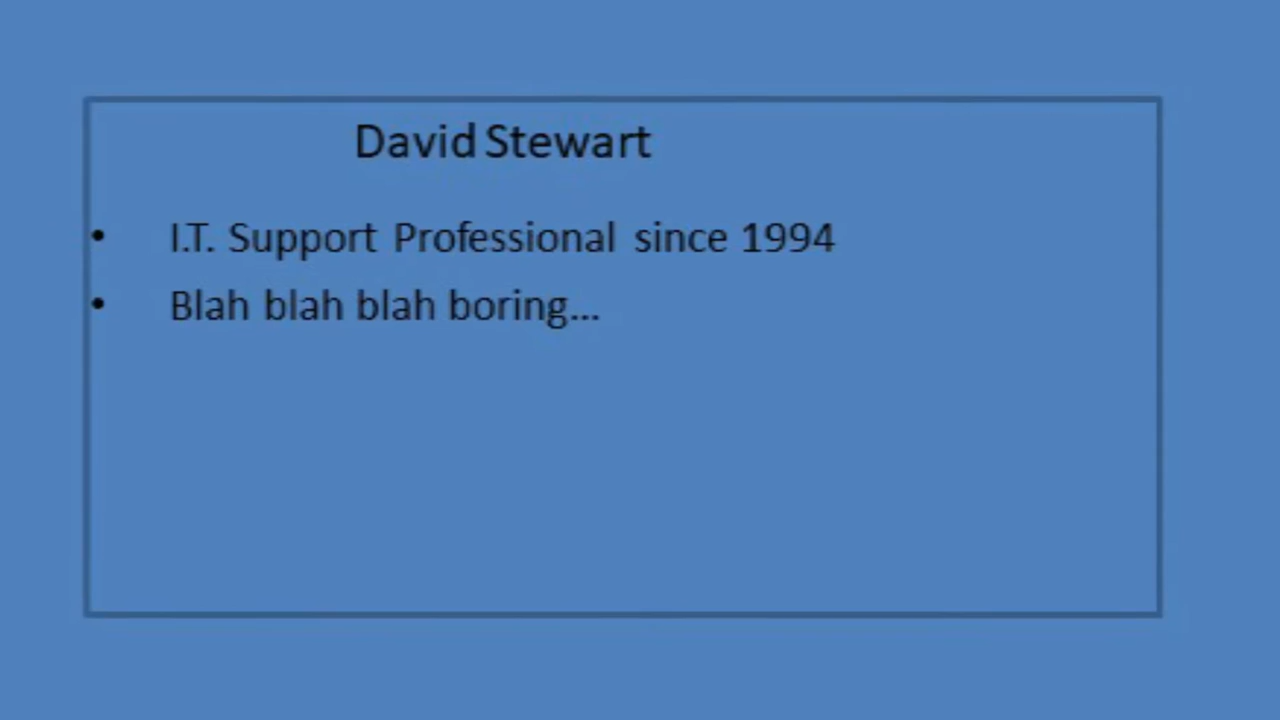 David Stewart
• I.T. Support Professional since 1994
• Blah blah blah boring...